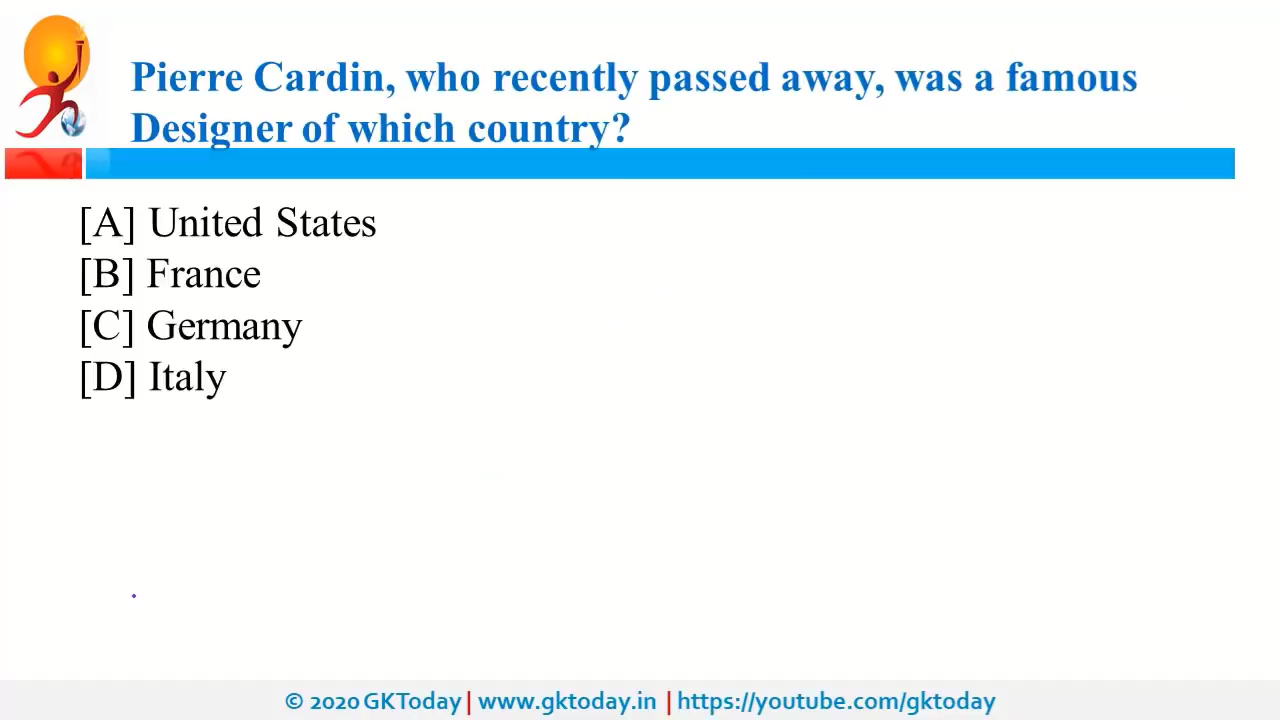 Pierre Cardin, who recently passed away, was a famous
Designer of which country?
[A] United States
[B] France
[C] Germany
[D] Italy
© 2020 GKToday | www.gktoday.in | https://youtube.com/gktoday